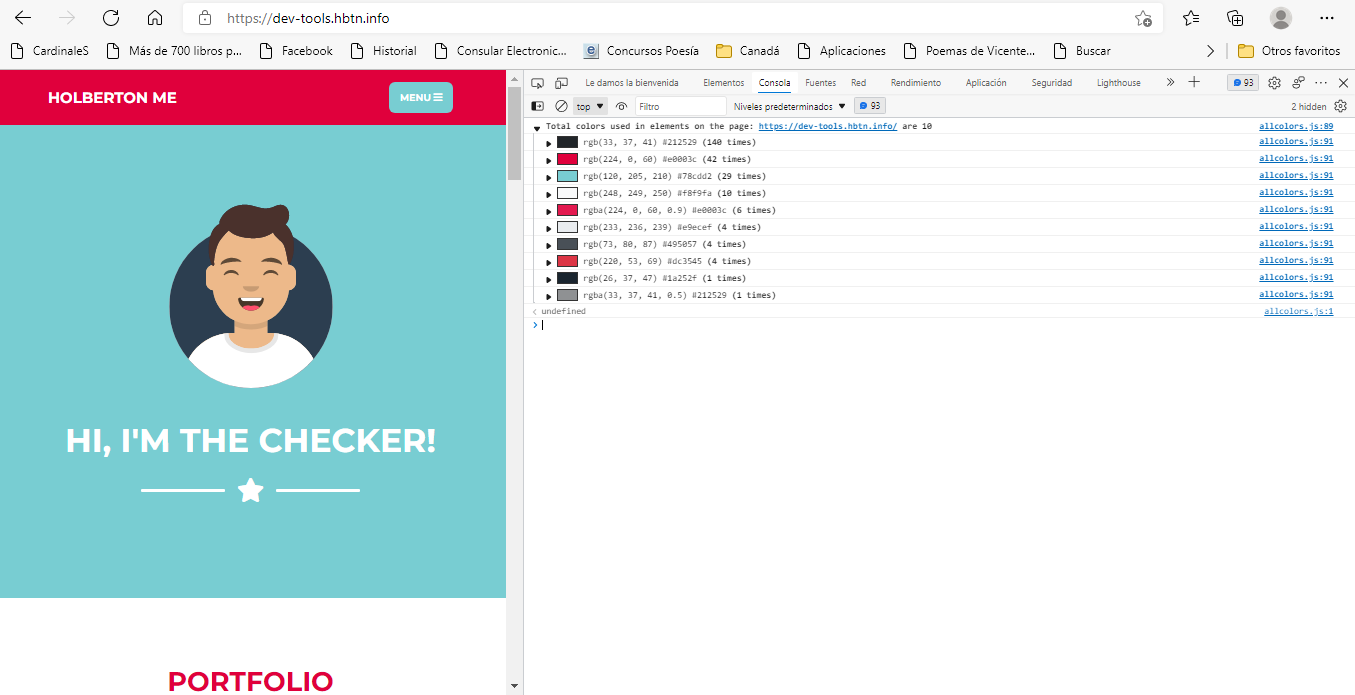 https://dev-tools.hbtn.info
CardinaleS Más de 700 libros p... Facebook Historial Consular Electronic... Concursos Poesía Canadá Aplicaciones Poemas de Vicente... Buscar Otros favoritos
HOLBERTON ME
MENU
HI, I'M THE CHECKER!
PORTFOLIO
Le damos la bienvenida Elementos Consola Fuentes Red Rendimiento Aplicación Seguridad Lighthouse 93
top Filtro Niveles predeterminados 93 2 hidden
Total colors used in elements on the page: https://dev-tools.hbtn.info/ are 10 allcolors.js:89
rgb(33, 37, 41) #212529 (140 times) allcolors.js:91
rgb(224, 0, 60) #e0003c (42 times) allcolors.js:91
rgb(120, 205, 210) #78cdd2 (29 times) allcolors.js:91
rgb(248, 249, 250) #f8f9fa (10 times) allcolors.js:91
rgba(224, 0, 60, 0.9) #e0003c (6 times) allcolors.js:91
rgb(233, 236, 239) #e9ecef (4 times) allcolors.js:91
rgb(73, 80, 87) #495057 (4 times) allcolors.js:91
rgb(220, 53, 69) #dc3545 (4 times) allcolors.js:91
rgb(26, 37, 47) #1a252f (1 times) allcolors.js:91
rgba(33, 37, 41, 0.5) #212529 (1 times) allcolors.js:91
undefined allcolors.js:1